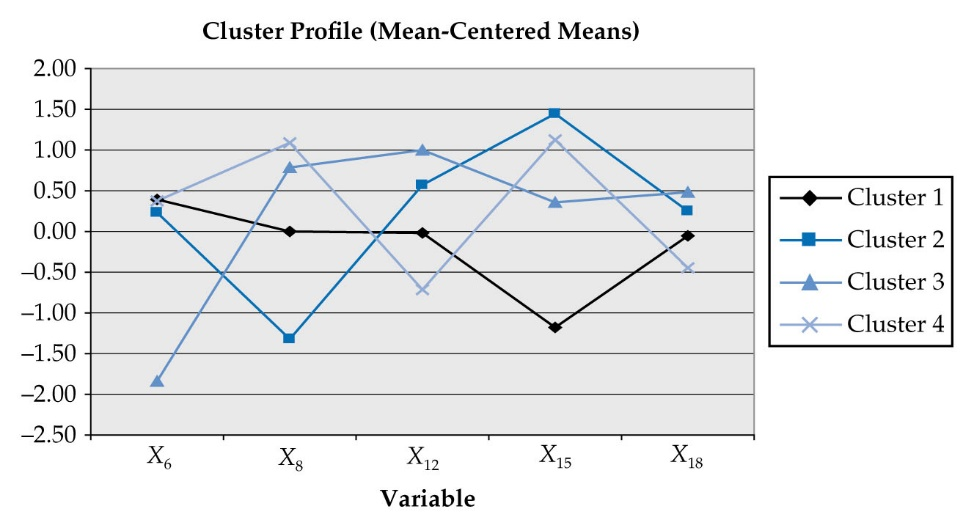 Cluster Profile (Mean-Centered Means)
2.00
1.50
1.00
0.50
0.00
–0.50
–1.00
–1.50
–2.00
–2.50
X6 X8 X12 X15 X18
Variable
Cluster 1
Cluster 2
Cluster 3
Cluster 4